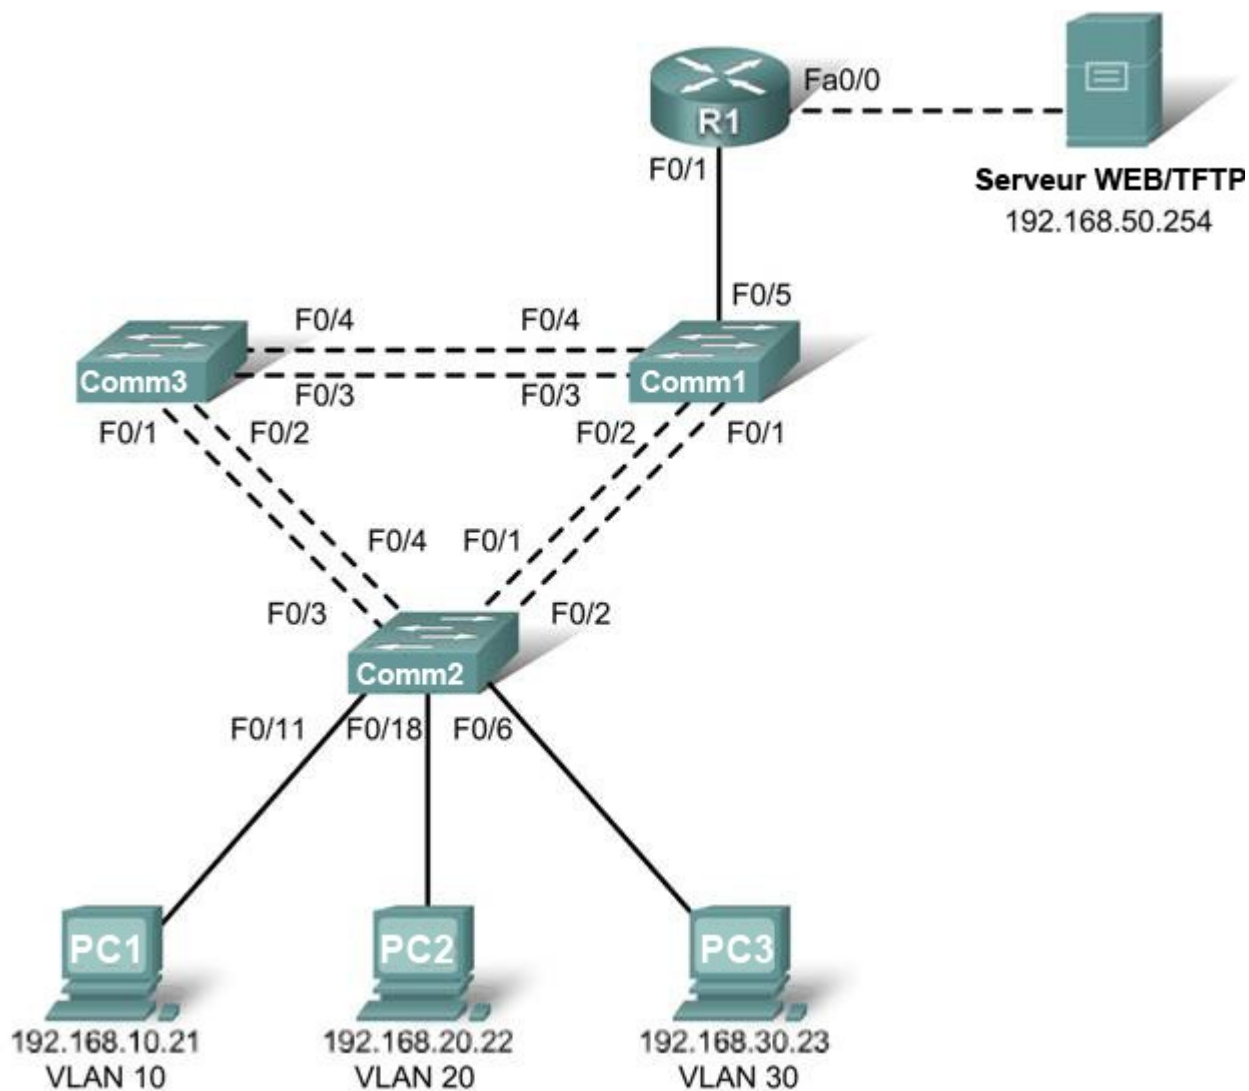 Fa0/0
R1
F0/1
Serveur WEB/TFTP
192.168.50.254
F0/5
F0/4
F0/4
Comm3
Comm1
F0/3
F0/3
F0/1
F0/2
F0/2
F0/1
F0/4
F0/1
F0/3
F0/2
Comm2
F0/11
F0/18
F0/6
PC1
PC2
PC3
192.168.10.21
VLAN 10
192.168.20.22
VLAN 20
192.168.30.23
VLAN 30